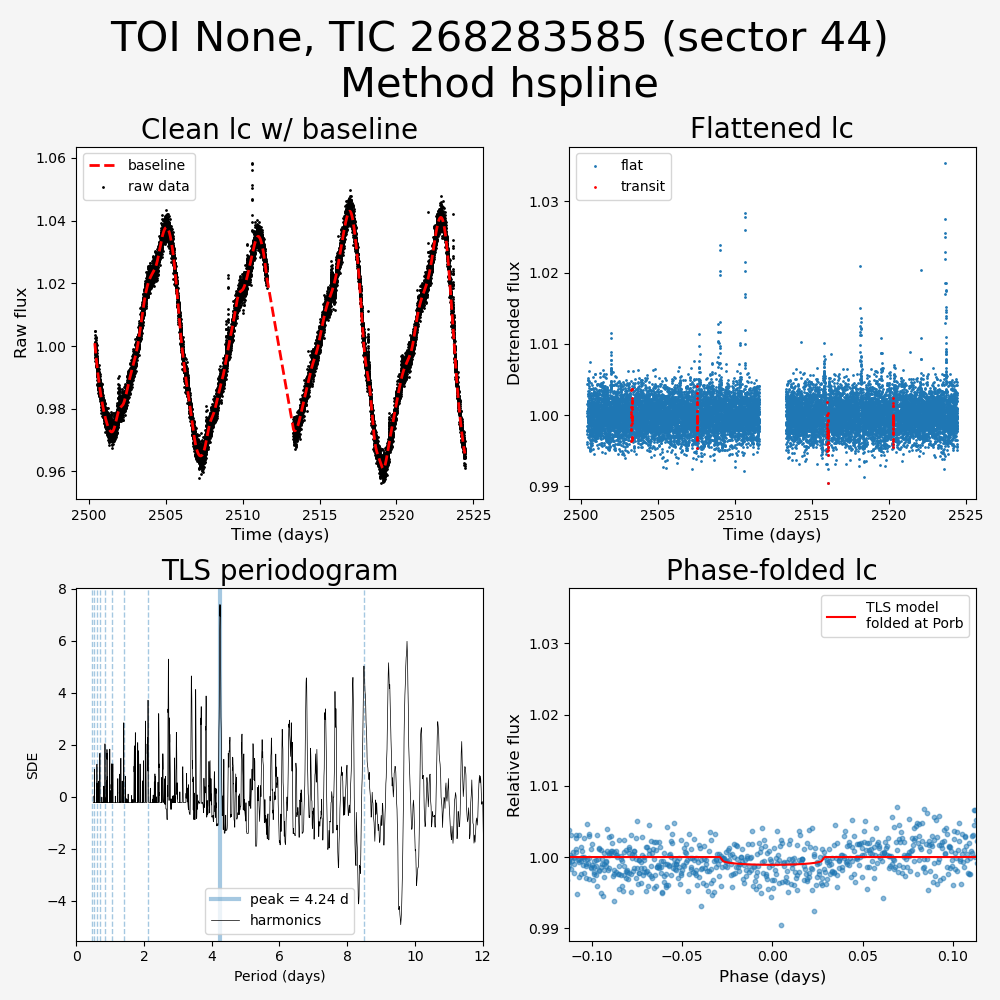 TOI None, TIC 268283585 (sector 44)
Method hspline
Clean lc w/ baseline
Raw flux
1.06
1.04
1.02
1.00
0.98
0.96
baseline
raw data
2500
2505
2510
2515
2520
2525
Time (days)
Flattened lc
Detrended flux
1.03
1.02
1.01
1.00
0.99
flat
transit
2500
2505
2510
2515
2520
2525
Time (days)
TLS periodogram
SDE
8
6
4
2
0
−2
−4
peak = 4.24 d
harmonics
0
2
4
6
8
10
12
Period (days)
Phase-folded lc
Relative flux
1.03
1.02
1.01
1.00
0.99
TLS model
folded at Porb
−0.10
−0.05
0.00
0.05
0.10
Phase (days)